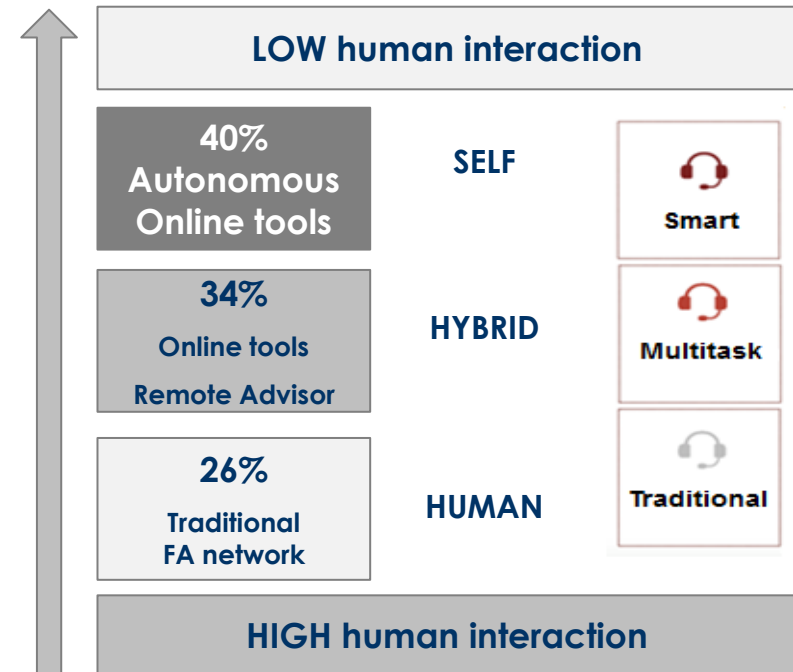 LOW human interaction
40%
Autonomous
Online tools
SELF
Smart
34%
Online tools
Remote Advisor
HYBRID
Multitask
26%
Traditional
FA network
HUMAN
Traditional
HIGH human interaction